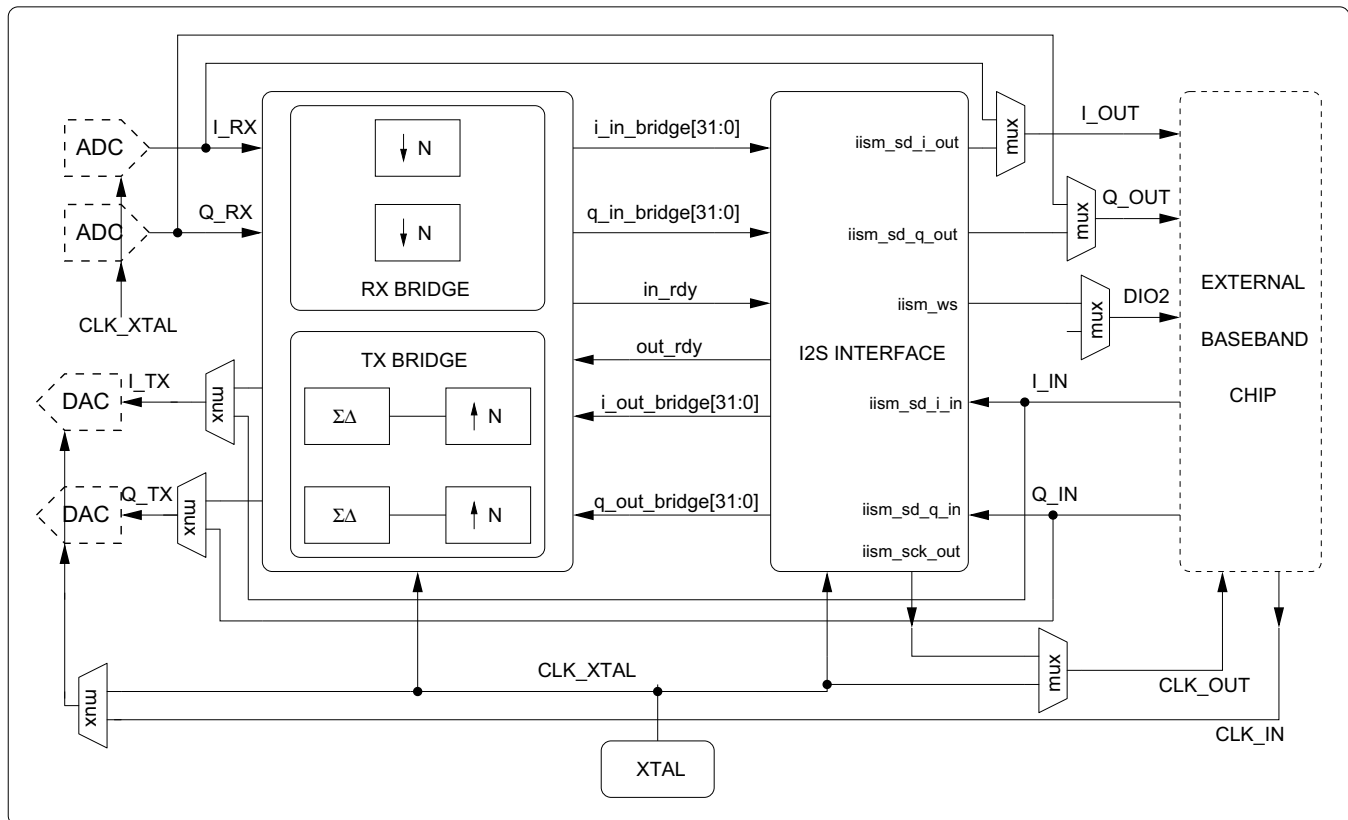 ADC
I_RX
ADC
Q_RX
CLK_XTAL
↓ N
↓ N
RX BRIDGE
TX BRIDGE
ΣΔ
↑ N
ΣΔ
↑ N
DAC
I_TX
mux
DAC
Q_TX
mux
mux
i_in_bridge[31:0]
q_in_bridge[31:0]
in_rdy
out_rdy
i_out_bridge[31:0]
q_out_bridge[31:0]
iism_sd_i_out
iism_sd_q_out
iism_ws
I2S INTERFACE
iism_sd_i_in
iism_sd_q_in
iism_sck_out
mux
I_OUT
mux
Q_OUT
mux
DIO2
I_IN
Q_IN
EXTERNAL
BASEBAND
CHIP
CLK_XTAL
mux
CLK_OUT
CLK_IN
XTAL